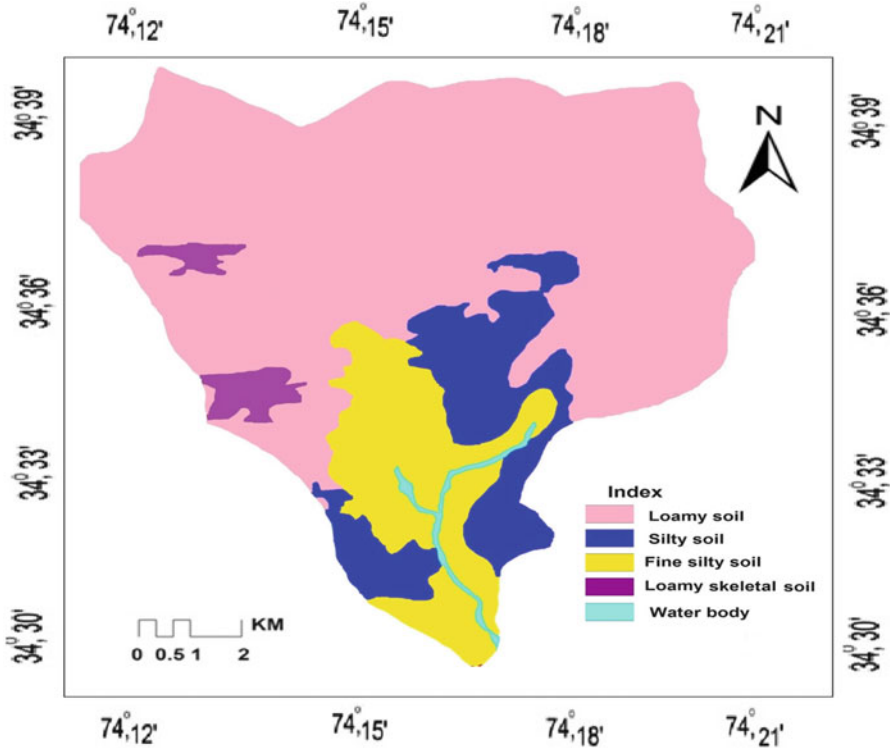 74°,12' 74°,15' 74°,18' 74°,21'
34°,39' 34°,39'
N
34°,36' 34°,36'
34°,33' 34°,33'
Index
Loamy soil
Silty soil
Fine silty soil
Loamy skeletal soil
Water body
KM
0 0.5 1 2
34°,30' 34°,30'
74°,12' 74°,15' 74°,18' 74°,21'